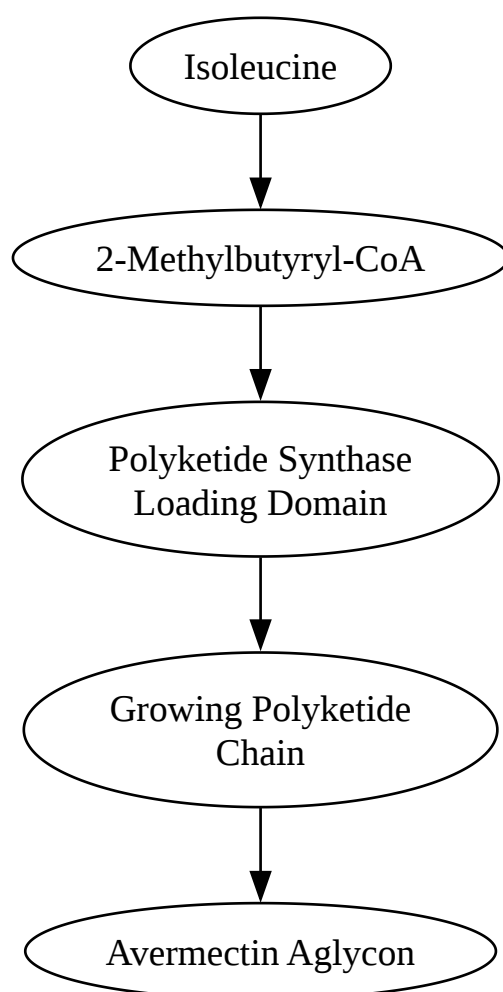 Isoleucine
2-Methylbutyryl-CoA
Polyketide Synthase
Loading Domain
Growing Polyketide
Chain
Avermectin Aglycon